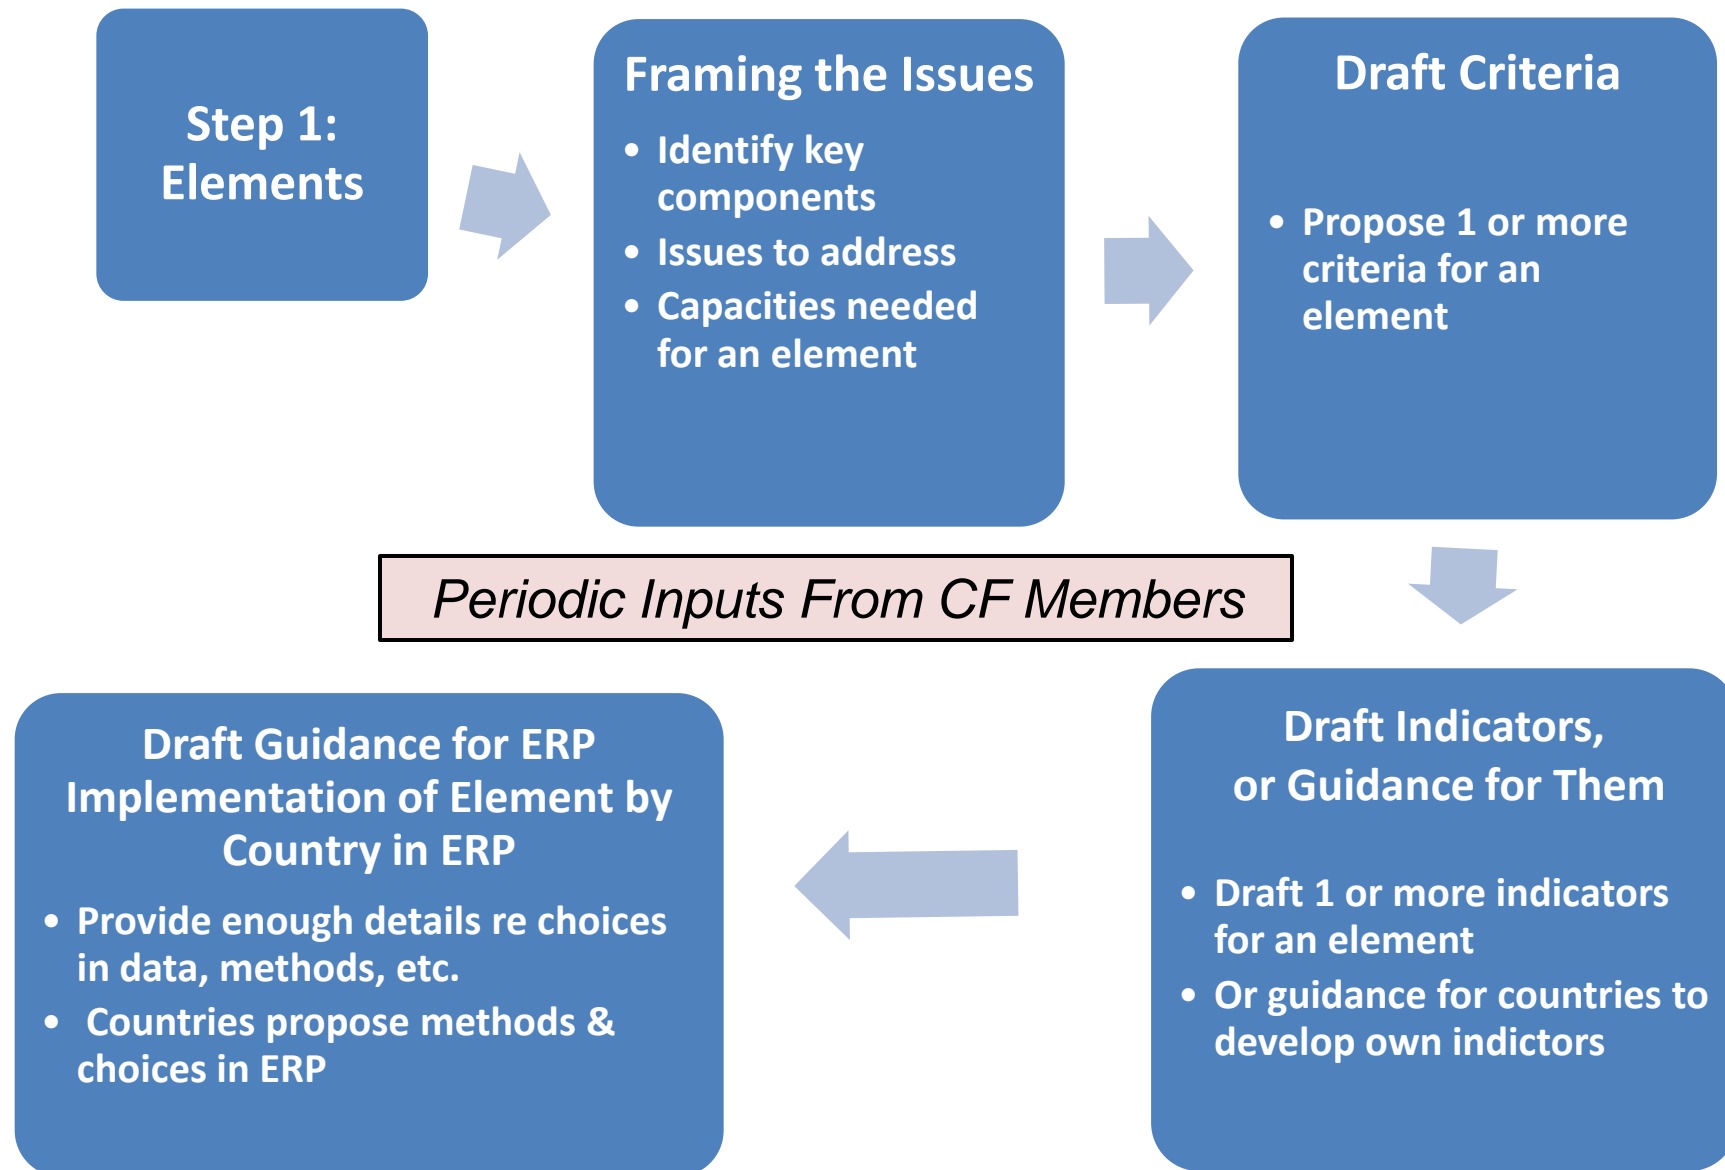 Step 1:
Elements
Framing the Issues
• Identify key
components
• Issues to address
• Capacities needed
for an element
Draft Criteria
• Propose 1 or more
criteria for an
element
Periodic Inputs From CF Members
Draft Indicators,
or Guidance for Them
• Draft 1 or more indicators
for an element
• Or guidance for countries to
develop own indictors
Draft Guidance for ERP
Implementation of Element by
Country in ERP
• Provide enough details re choices
in data, methods, etc.
• Countries propose methods &
choices in ERP